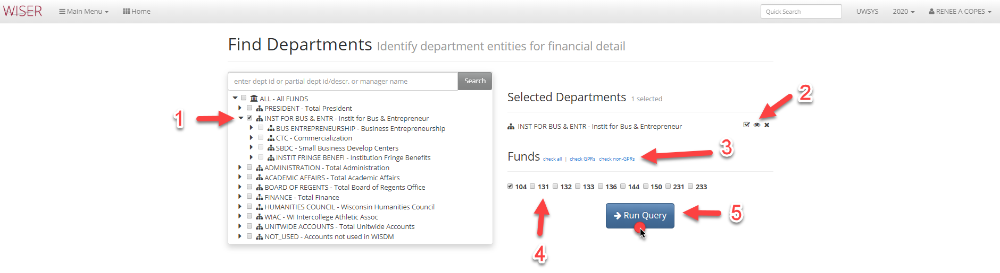 WISER Main Menu Home Quick Search UWSYS 2020 RENEE A COPES
Find Departments Identify department entities for financial detail
enter dept id or partial dept id/descr. or manager name Search
ALL - All FUNDS
PRESIDENT - Total President
INST FOR BUS & ENTR - Instit for Bus & Entrepreneur
BUS ENTREPRENEURSHIP - Business Entrepreneurship
CTC - Commercialization
SBDC - Small Business Develop Centers
INSTIT FRINGE BENEFI - Institution Fringe Benefits
ADMINISTRATION - Total Administration
ACADEMIC AFFAIRS - Total Academic Affairs
BOARD OF REGENTS - Total Board of Regents Office
FINANCE - Total Finance
HUMANITIES COUNCIL - Wisconsin Humanities Council
WIAC - WI Intercollege Athletic Assoc
UNITWIDE ACCOUNTS - Total Unitwide Accounts
NOT_USED - Accounts not used in WISDM
1
Selected Departments 1 selected
2
INST FOR BUS & ENTR - Instit for Bus & Entrepreneur
Funds check all | check GPRs check non-GPRs
3
104 131 132 133 136 144 150 231 233
4
Run Query
5